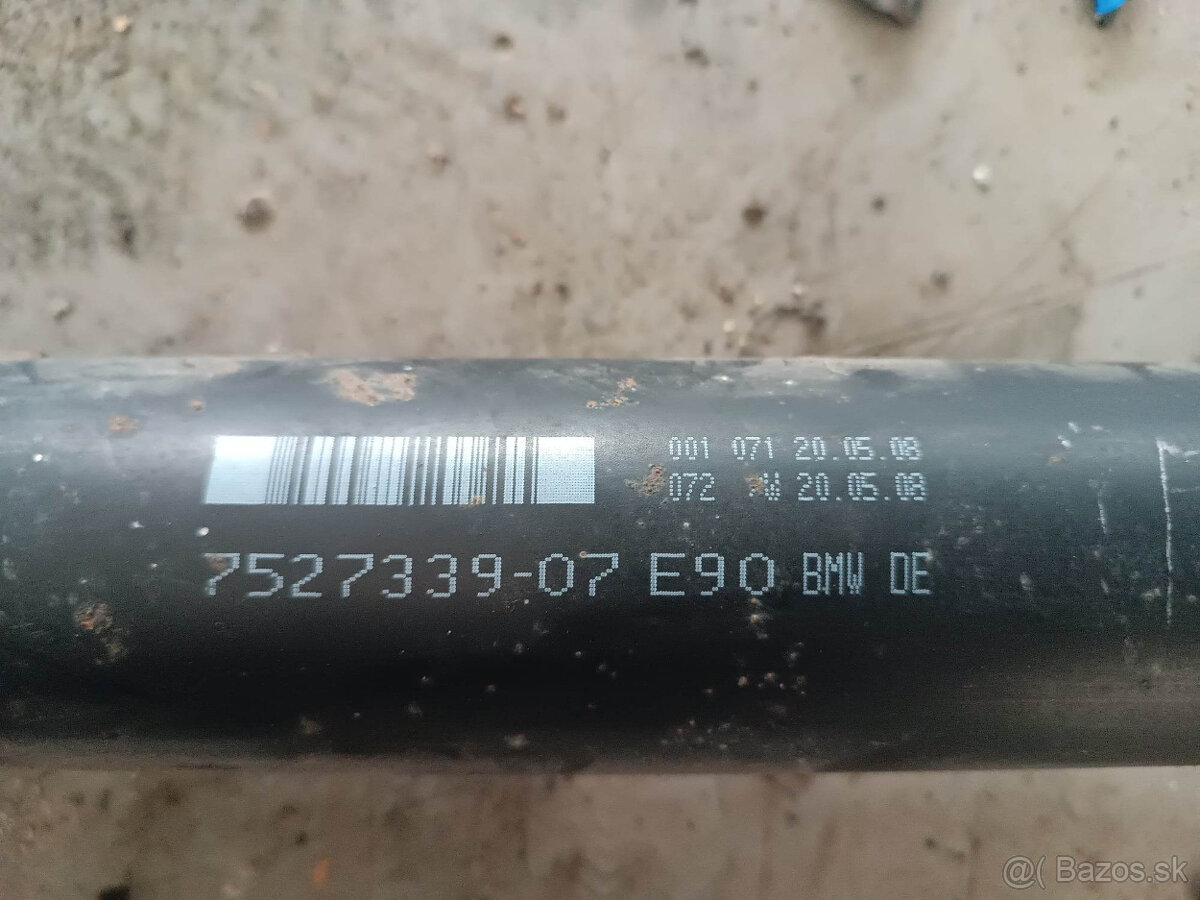 001 071 20.05.08
072 W 20.05.08
7527339-07 E90 BMW DE
@( Bazos.sk